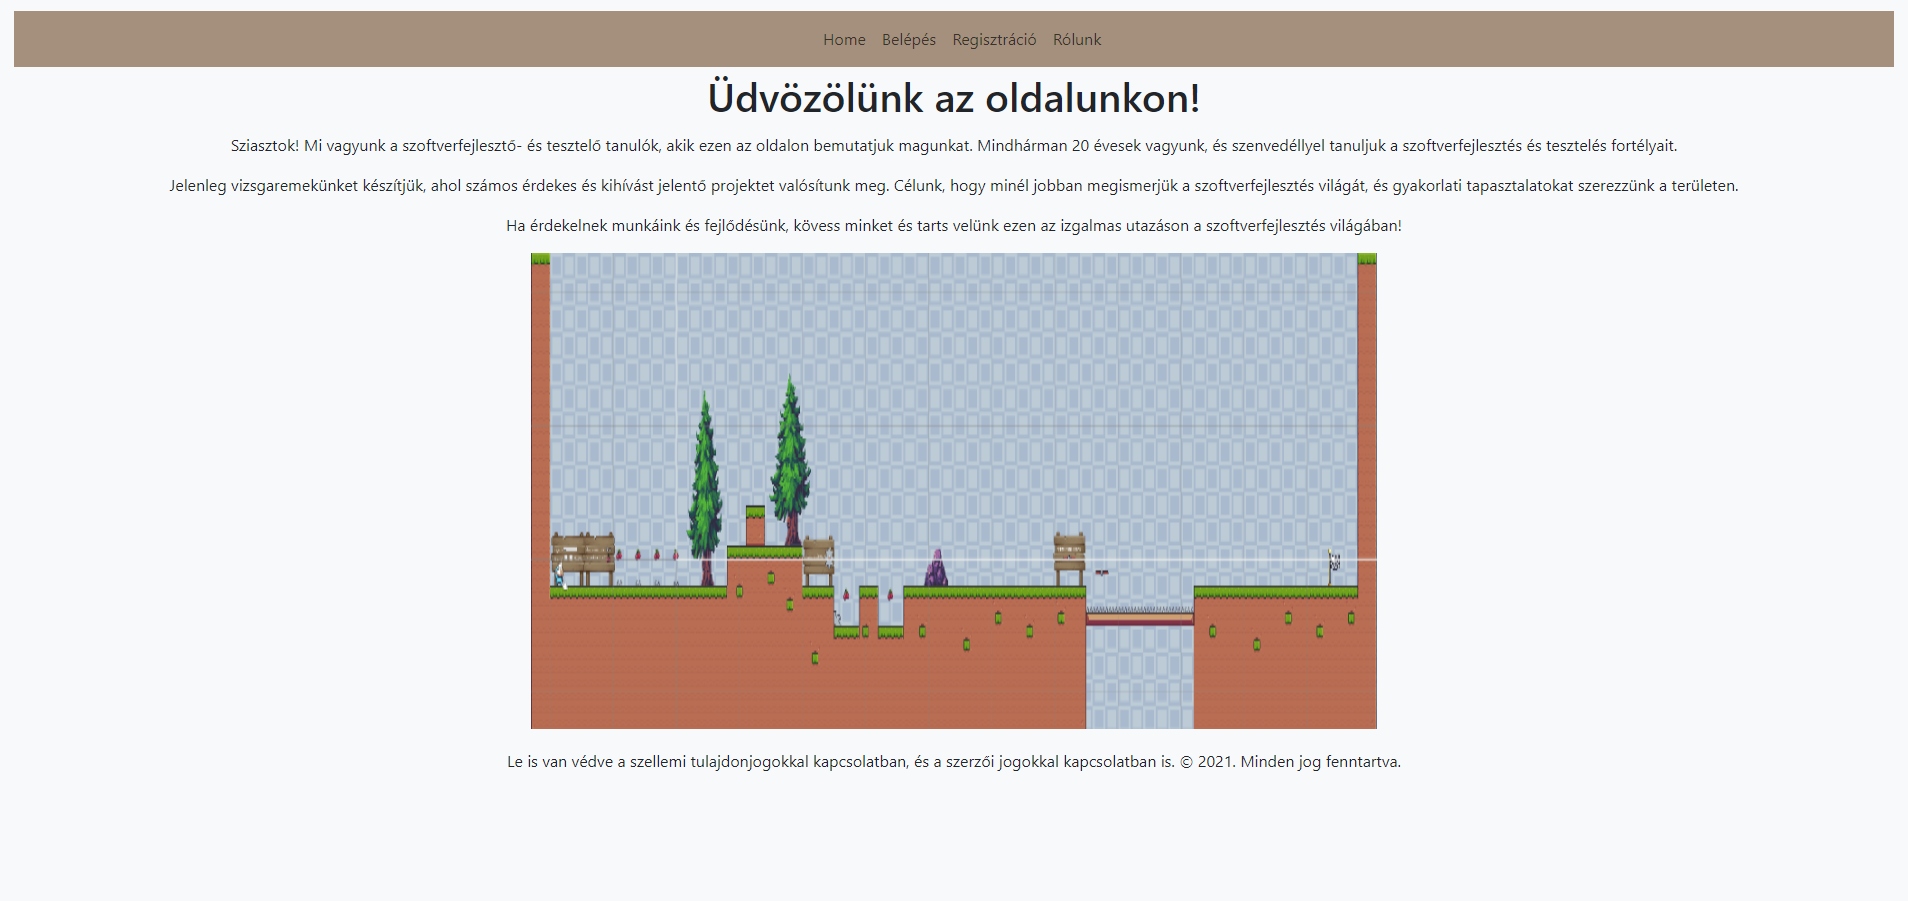 Home Belépés Regisztráció Rólunk
Üdvözölünk az oldalunkon!
Sziasztok! Mi vagyunk a szoftverfejlesztő- és tesztelő tanulók, akik ezen az oldalon bemutatjuk magunkat. Mindhárman 20 évesek vagyunk, és szenvedéllyel tanuljuk a szoftverfejlesztés és tesztelés fortélyait.
Jelenleg vizsgaremekünket készítjük, ahol számos érdekes és kihívást jelentő projektet valósítunk meg. Célunk, hogy minél jobban megismerjük a szoftverfejlesztés világát, és gyakorlati tapasztalatokat szerezzünk a területen.
Ha érdekelnek munkáink és fejlődésünk, kövess minket és tarts velünk ezen az izgalmas utazáson a szoftverfejlesztés világában!
Le is van védve a szellemi tulajdonjogokkal kapcsolatban, és a szerzői jogokkal kapcsolatban is. © 2021. Minden jog fenntartva.